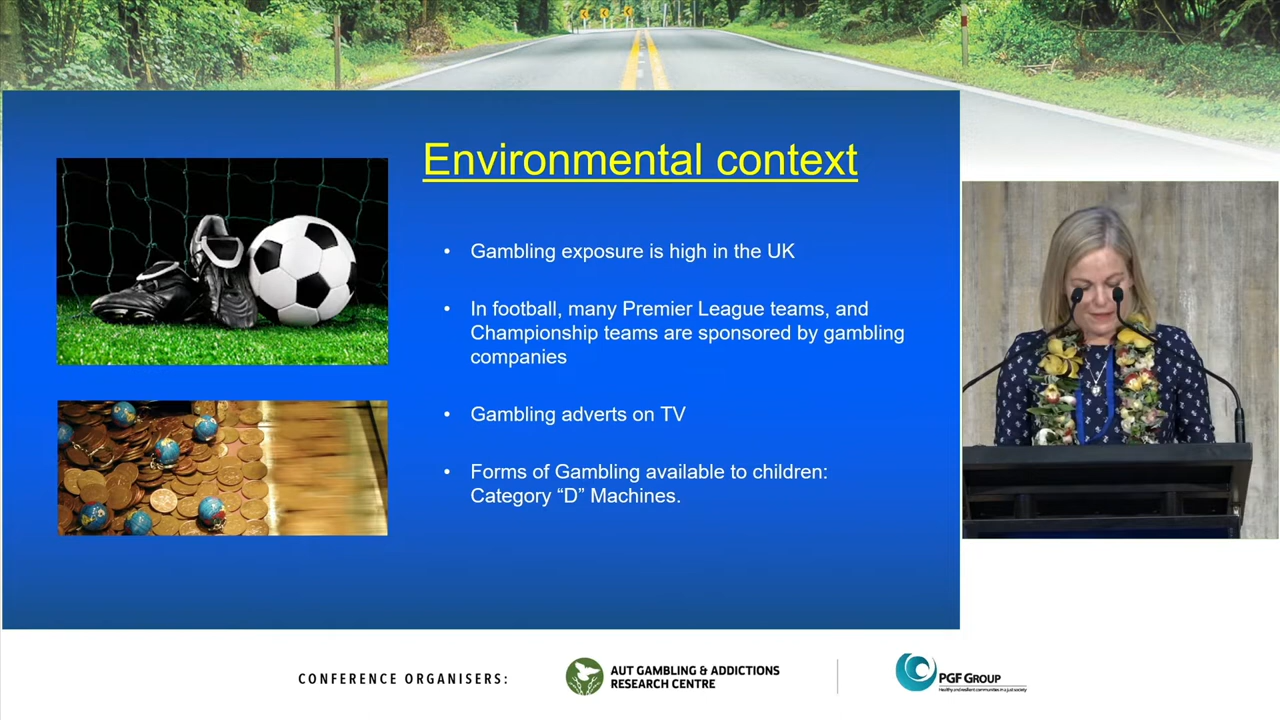 Environmental context
• Gambling exposure is high in the UK
• In football, many Premier League teams, and
Championship teams are sponsored by gambling
companies
• Gambling adverts on TV
• Forms of Gambling available to children:
Category “D” Machines.
CONFERENCE ORGANISERS:
AUT GAMBLING & ADDICTIONS
RESEARCH CENTRE
PGF GROUP
Healthy and resilient communities in a just society